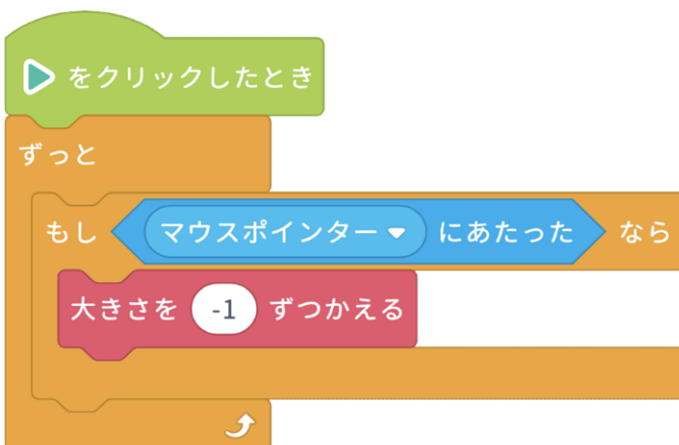 をクリックしたとき
ずっと
もし マウスポインター にあたった なら
大きさを -1 ずつかえる